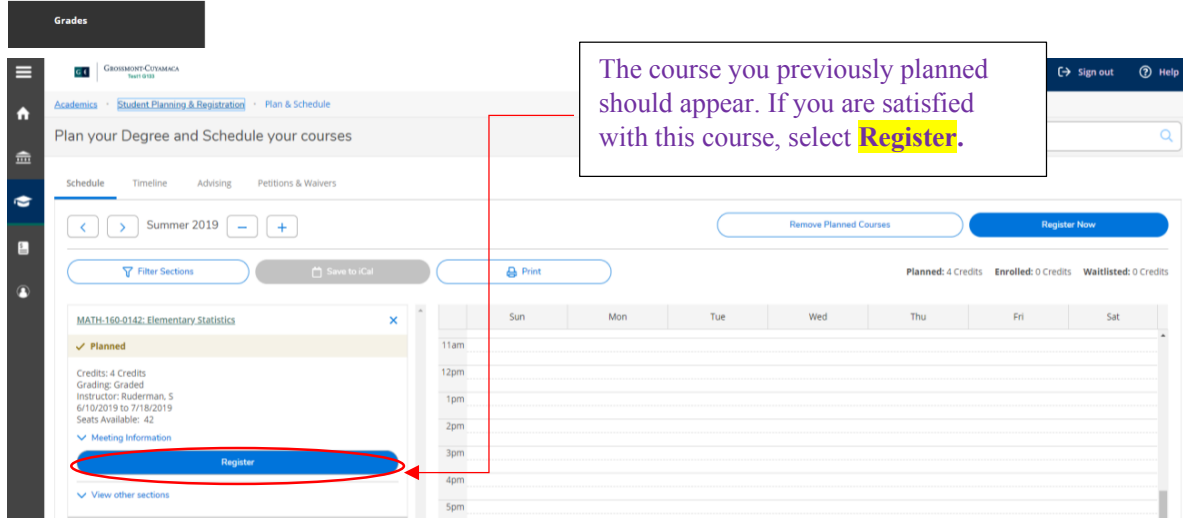 Grades
GROSSMONT-CUYAMACA
The course you previously planned
should appear. If you are satisfied
with this course, select Register.
Sign out
Help
Academics · Student Planning & Registration · Plan & Schedule
Plan your Degree and Schedule your courses
Schedule Timeline Advising Petitions & Waivers
Summer 2019
Remove Planned Courses
Register Now
Filter Sections
Save to iCal
Print
Planned: 4 Credits Enrolled: 0 Credits Waitlisted: 0 Credits
MATH-160-0142: Elementary Statistics
Planned
Credits: 4 Credits
Grading: Graded
Instructor: Ruderman, S
6/10/2019 to 7/18/2019
Seats Available: 42
Meeting Information
Register
View other sections
Sun Mon Tue Wed Thu Fri Sat
11am
12pm
1pm
2pm
3pm
4pm
5pm